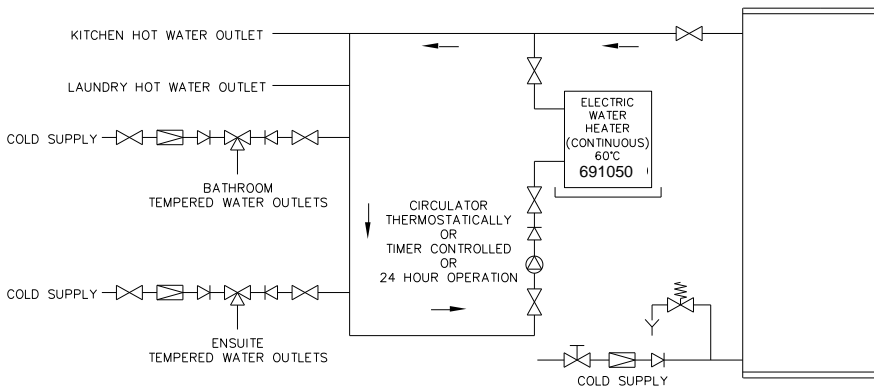 KITCHEN HOT WATER OUTLET
LAUNDRY HOT WATER OUTLET
COLD SUPPLY
BATHROOM
TEMPERED WATER OUTLETS
ELECTRIC
WATER
HEATER
(CONTINUOUS)
60°C
691050
CIRCULATOR
THERMOSTATICALLY
OR
TIMER CONTROLLED
OR
24 HOUR OPERATION
COLD SUPPLY
ENSUITE
TEMPERED WATER OUTLETS
COLD SUPPLY